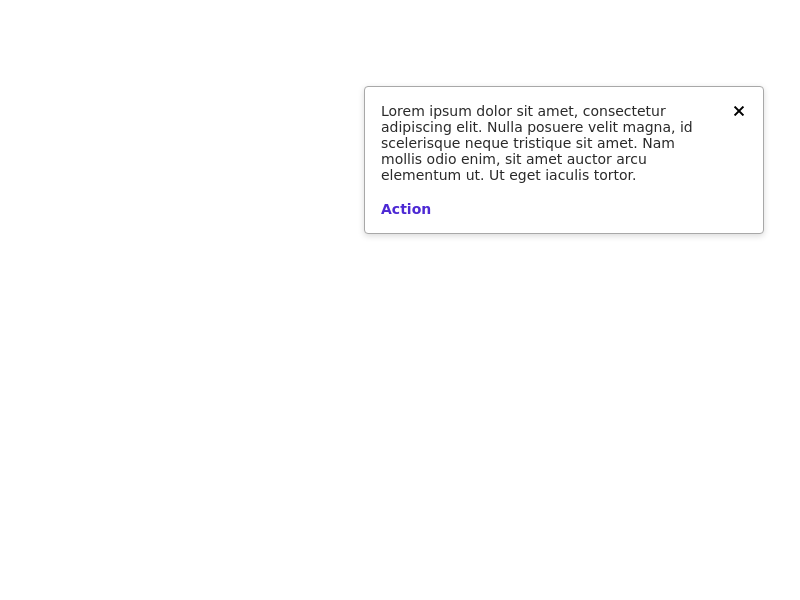 Lorem ipsum dolor sit amet, consectetur
adipiscing elit. Nulla posuere velit magna, id
scelerisque neque tristique sit amet. Nam
mollis odio enim, sit amet auctor arcu
elementum ut. Ut eget iaculis tortor.
Action